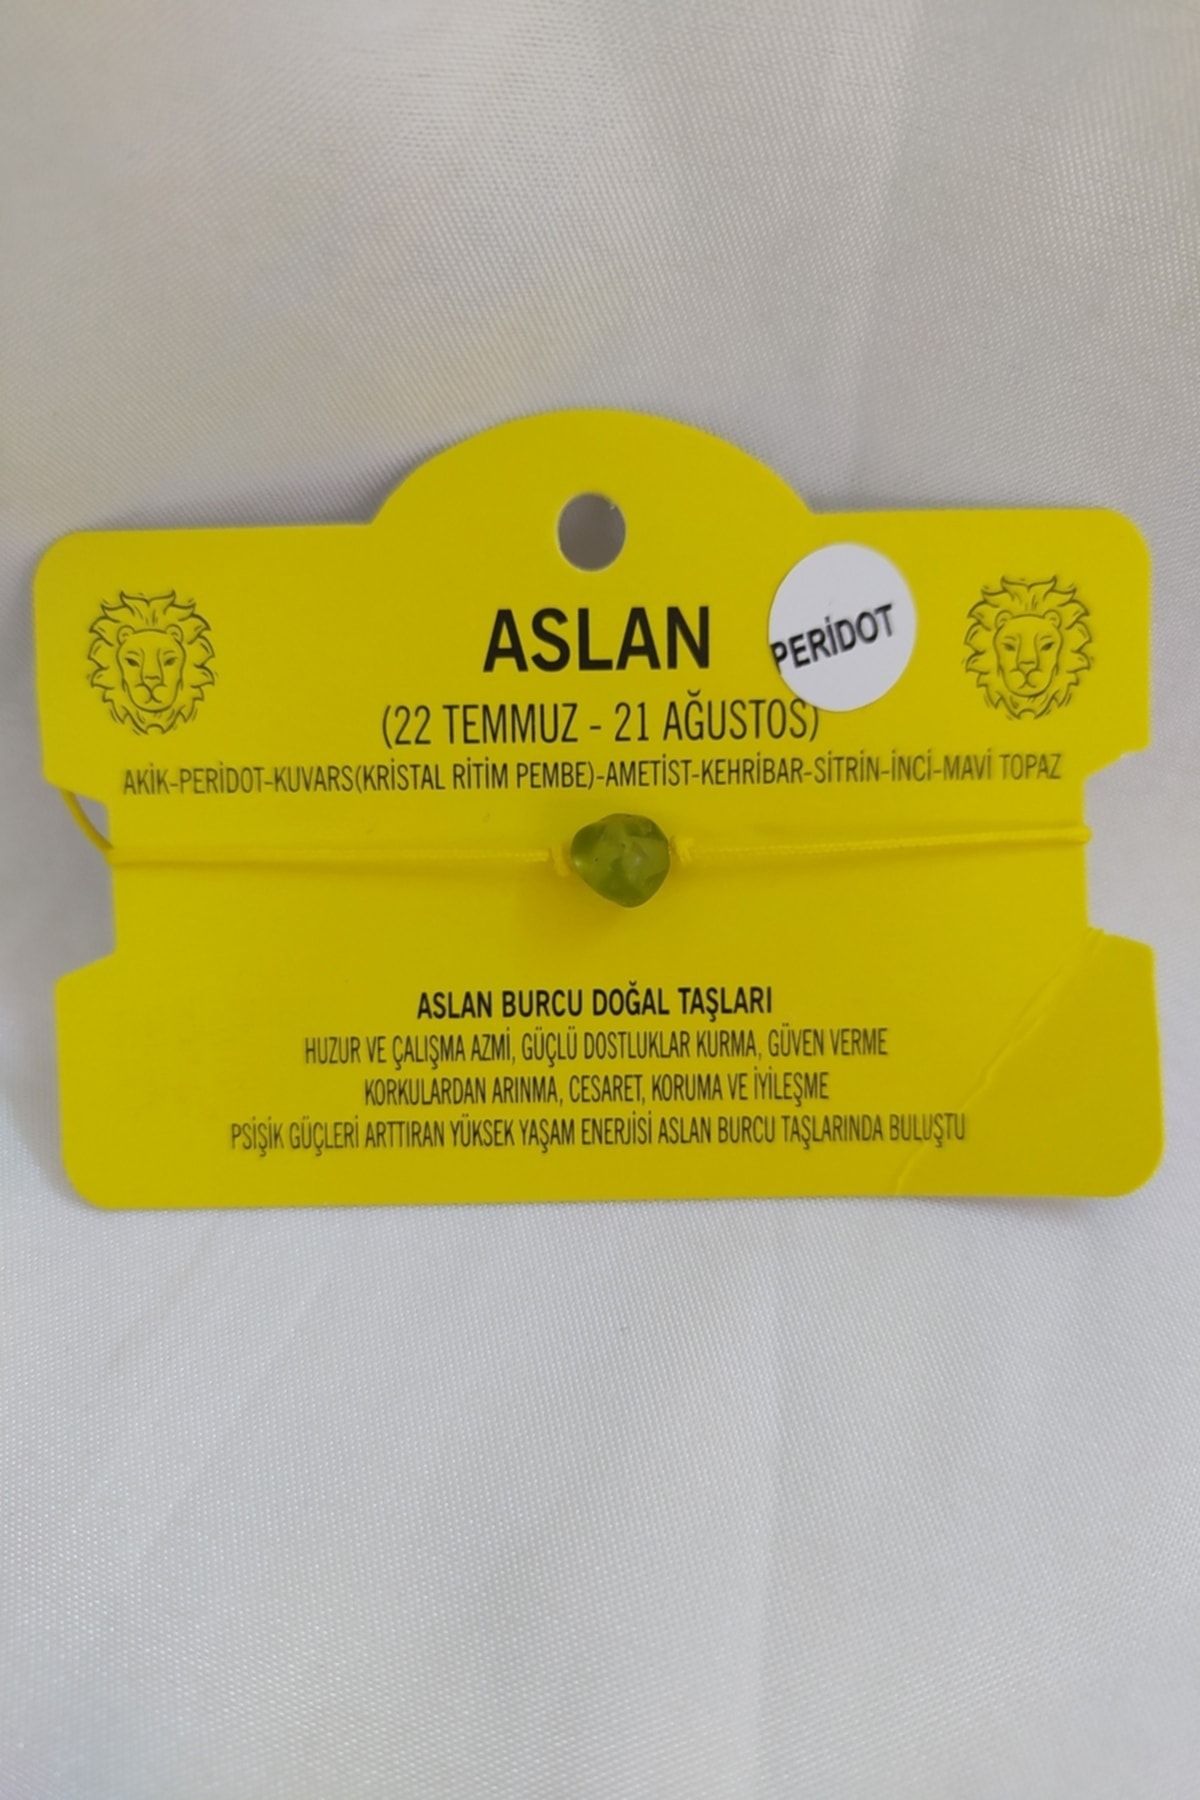 ASLAN
PERİDOT
(22 TEMMUZ - 21 AĞUSTOS)
AKİK-PERİDOT-KUVARS(KRİSTAL RİTİM PEMBE)-AMETİST-KEHRİBAR-SİTRİN-İNCİ-MAVİ TOPAZ
ASLAN BURCU DOĞAL TAŞLARI
HUZUR VE ÇALIŞMA AZMİ, GÜÇLÜ DOSTLUKLAR KURMA, GÜVEN VERME
KORKULARDAN ARINMA, CESARET, KORUMA VE İYİLEŞME
PSİŞİK GÜÇLERİ ARTTIRAN YÜKSEK YAŞAM ENERJİSİ ASLAN BURCU TAŞLARINDA BULUŞTU